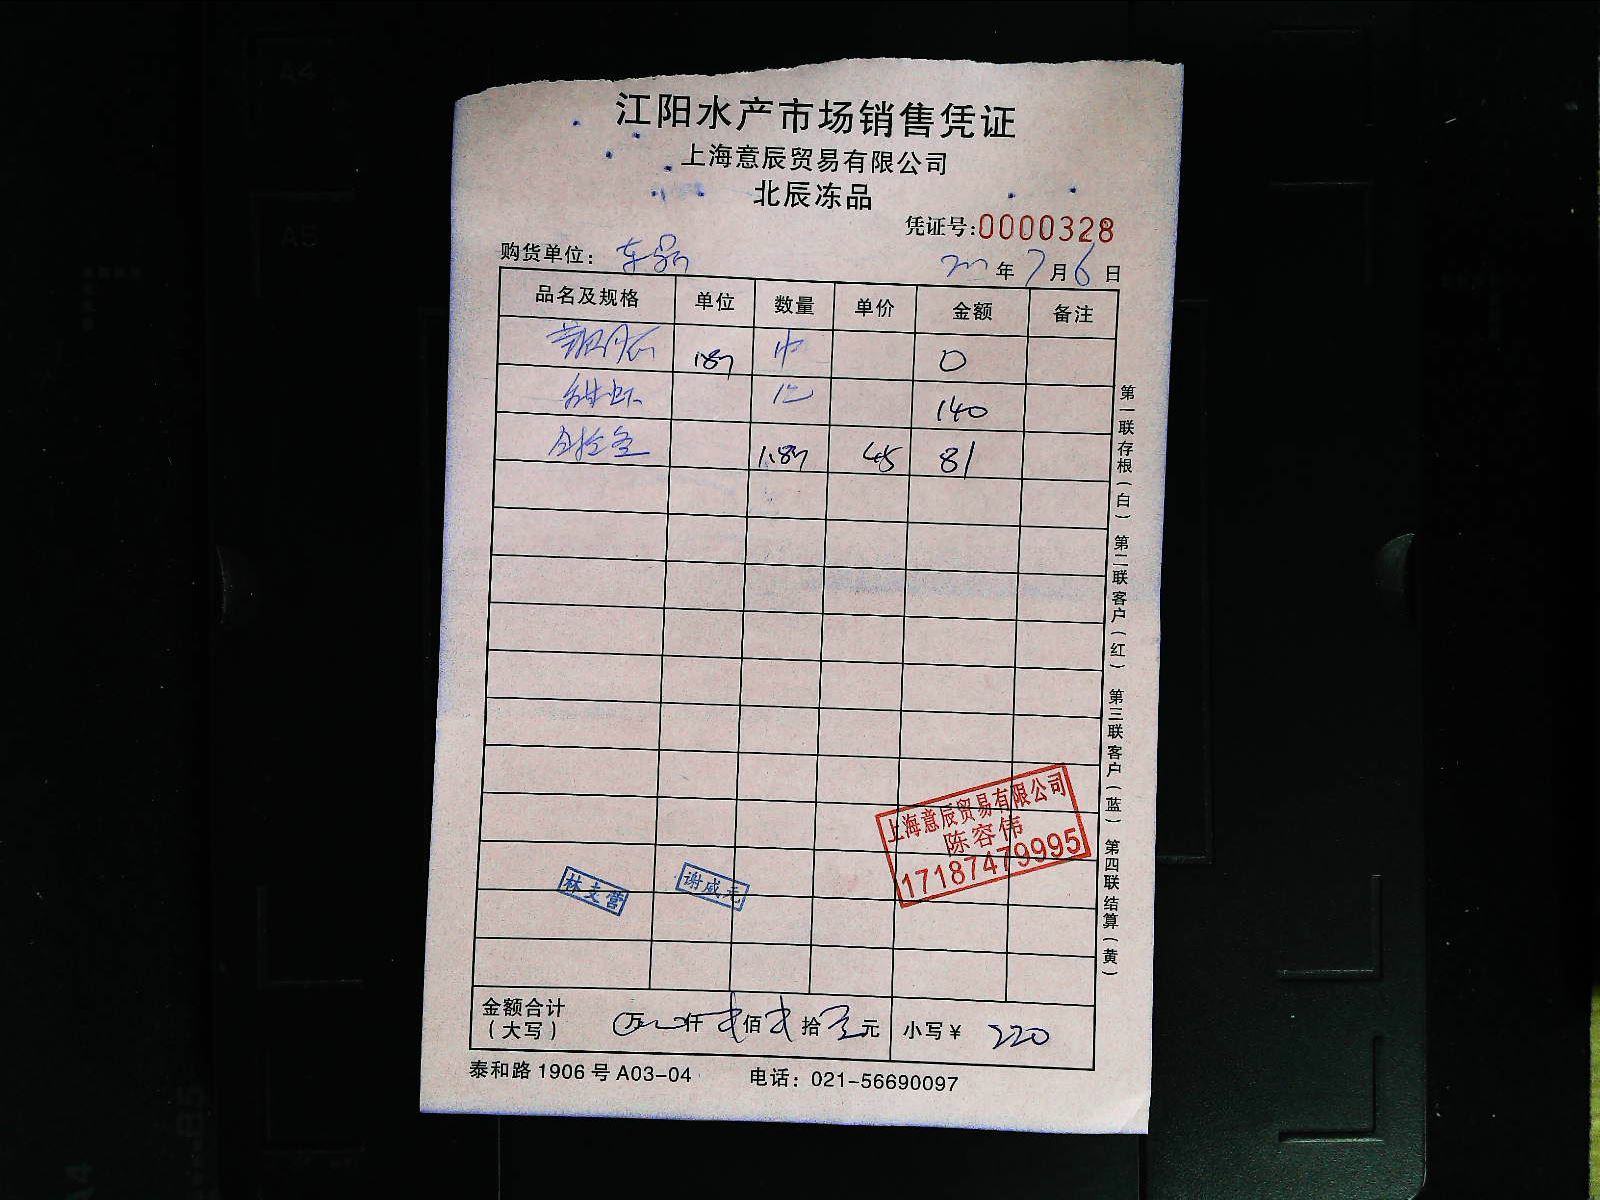 江阳水产市场销售凭证
上海意辰贸易有限公司
北辰冻品
凭证号:0000328
购货单位: 年7月6日
品名及规格 单位 数量 单价 金额 备注
0
虾 140
45 81
上海意辰贸易有限公司
陈容伟
17187479995
林支营 谢威元
金额合计
(大写) 万 仟 佰 拾 元 小写¥ 220
泰和路1906号A03-04 电话: 021-56690097
第一联存根(白) 第二联客户(红) 第三联客户(蓝) 第四联结算(黄)
A4
A5